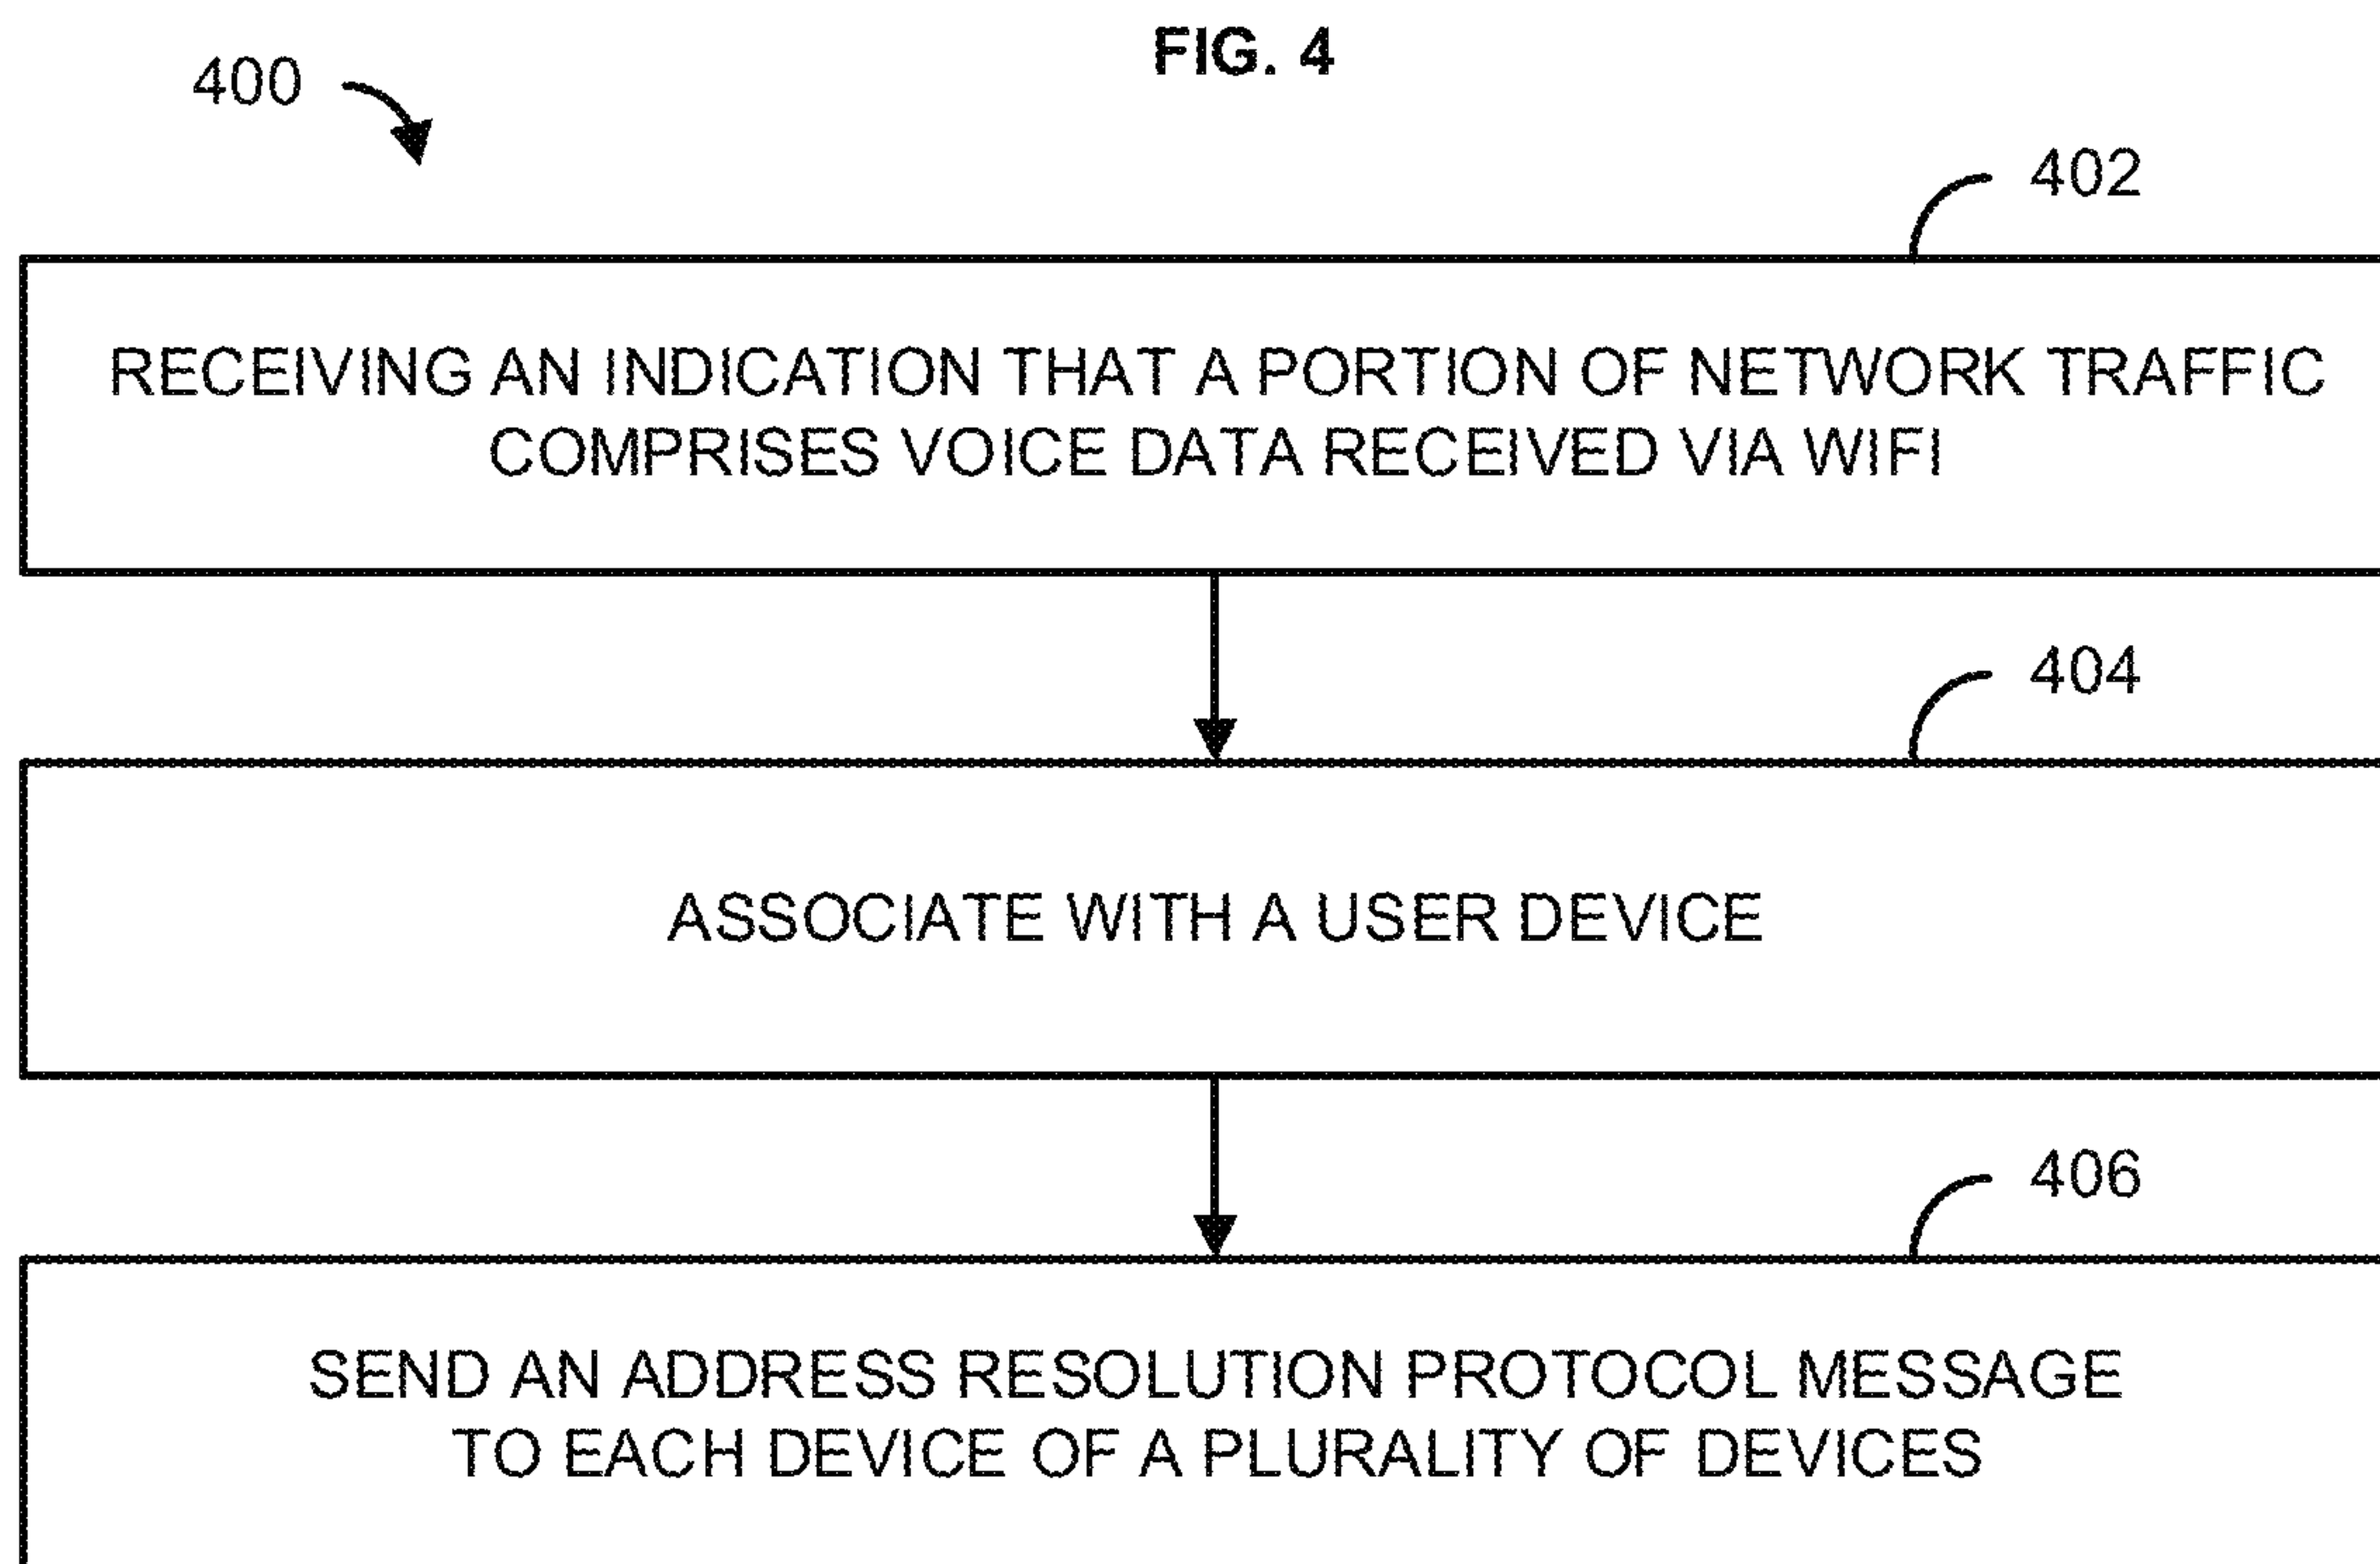 FIG. 4
400
402
RECEIVING AN INDICATION THAT A PORTION OF NETWORK TRAFFIC
COMPRISES VOICE DATA RECEIVED VIA WIFI
404
ASSOCIATE WITH A USER DEVICE
406
SEND AN ADDRESS RESOLUTION PROTOCOL MESSAGE
TO EACH DEVICE OF A PLURALITY OF DEVICES